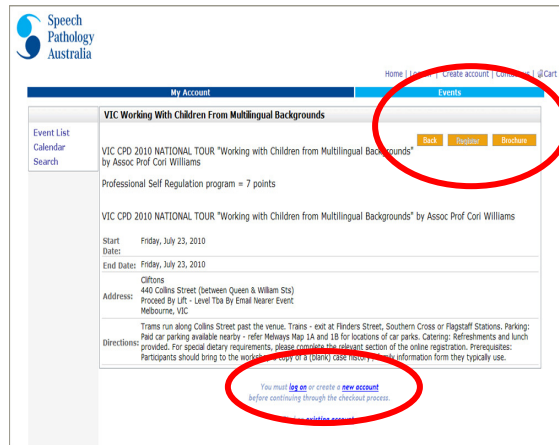 Speech
Pathology
Australia
Home | Log on | Create account | Contact us | Cart
My Account
Events
VIC Working With Children From Multilingual Backgrounds
Event List
Calendar
Search
Back
Register
Brochure
VIC CPD 2010 NATIONAL TOUR "Working with Children from Multilingual Backgrounds"
by Assoc Prof Cori Williams
Professional Self Regulation program = 7 points
VIC CPD 2010 NATIONAL TOUR "Working with Children from Multilingual Backgrounds" by Assoc Prof Cori Williams
Start Date: Friday, July 23, 2010
End Date: Friday, July 23, 2010
Address: Cliftons
440 Collins Street (between Queen & William Sts)
Proceed By Lift - Level Tba By Email Nearer Event
Melbourne, VIC
Directions: Trams run along Collins Street past the venue. Trains - exit at Flinders Street, Southern Cross or Flagstaff Stations. Parking:
Paid car parking available nearby - refer Melways Map 1A and 1B for locations of car parks. Catering: Refreshments and lunch
provided. For special dietary requirements, please complete the relevant section of the online registration. Prerequisites:
Participants should bring to the workshop a copy of a (blank) case history / family information form they typically use.
You must log on or create a new account
before continuing through the checkout process.
existing account